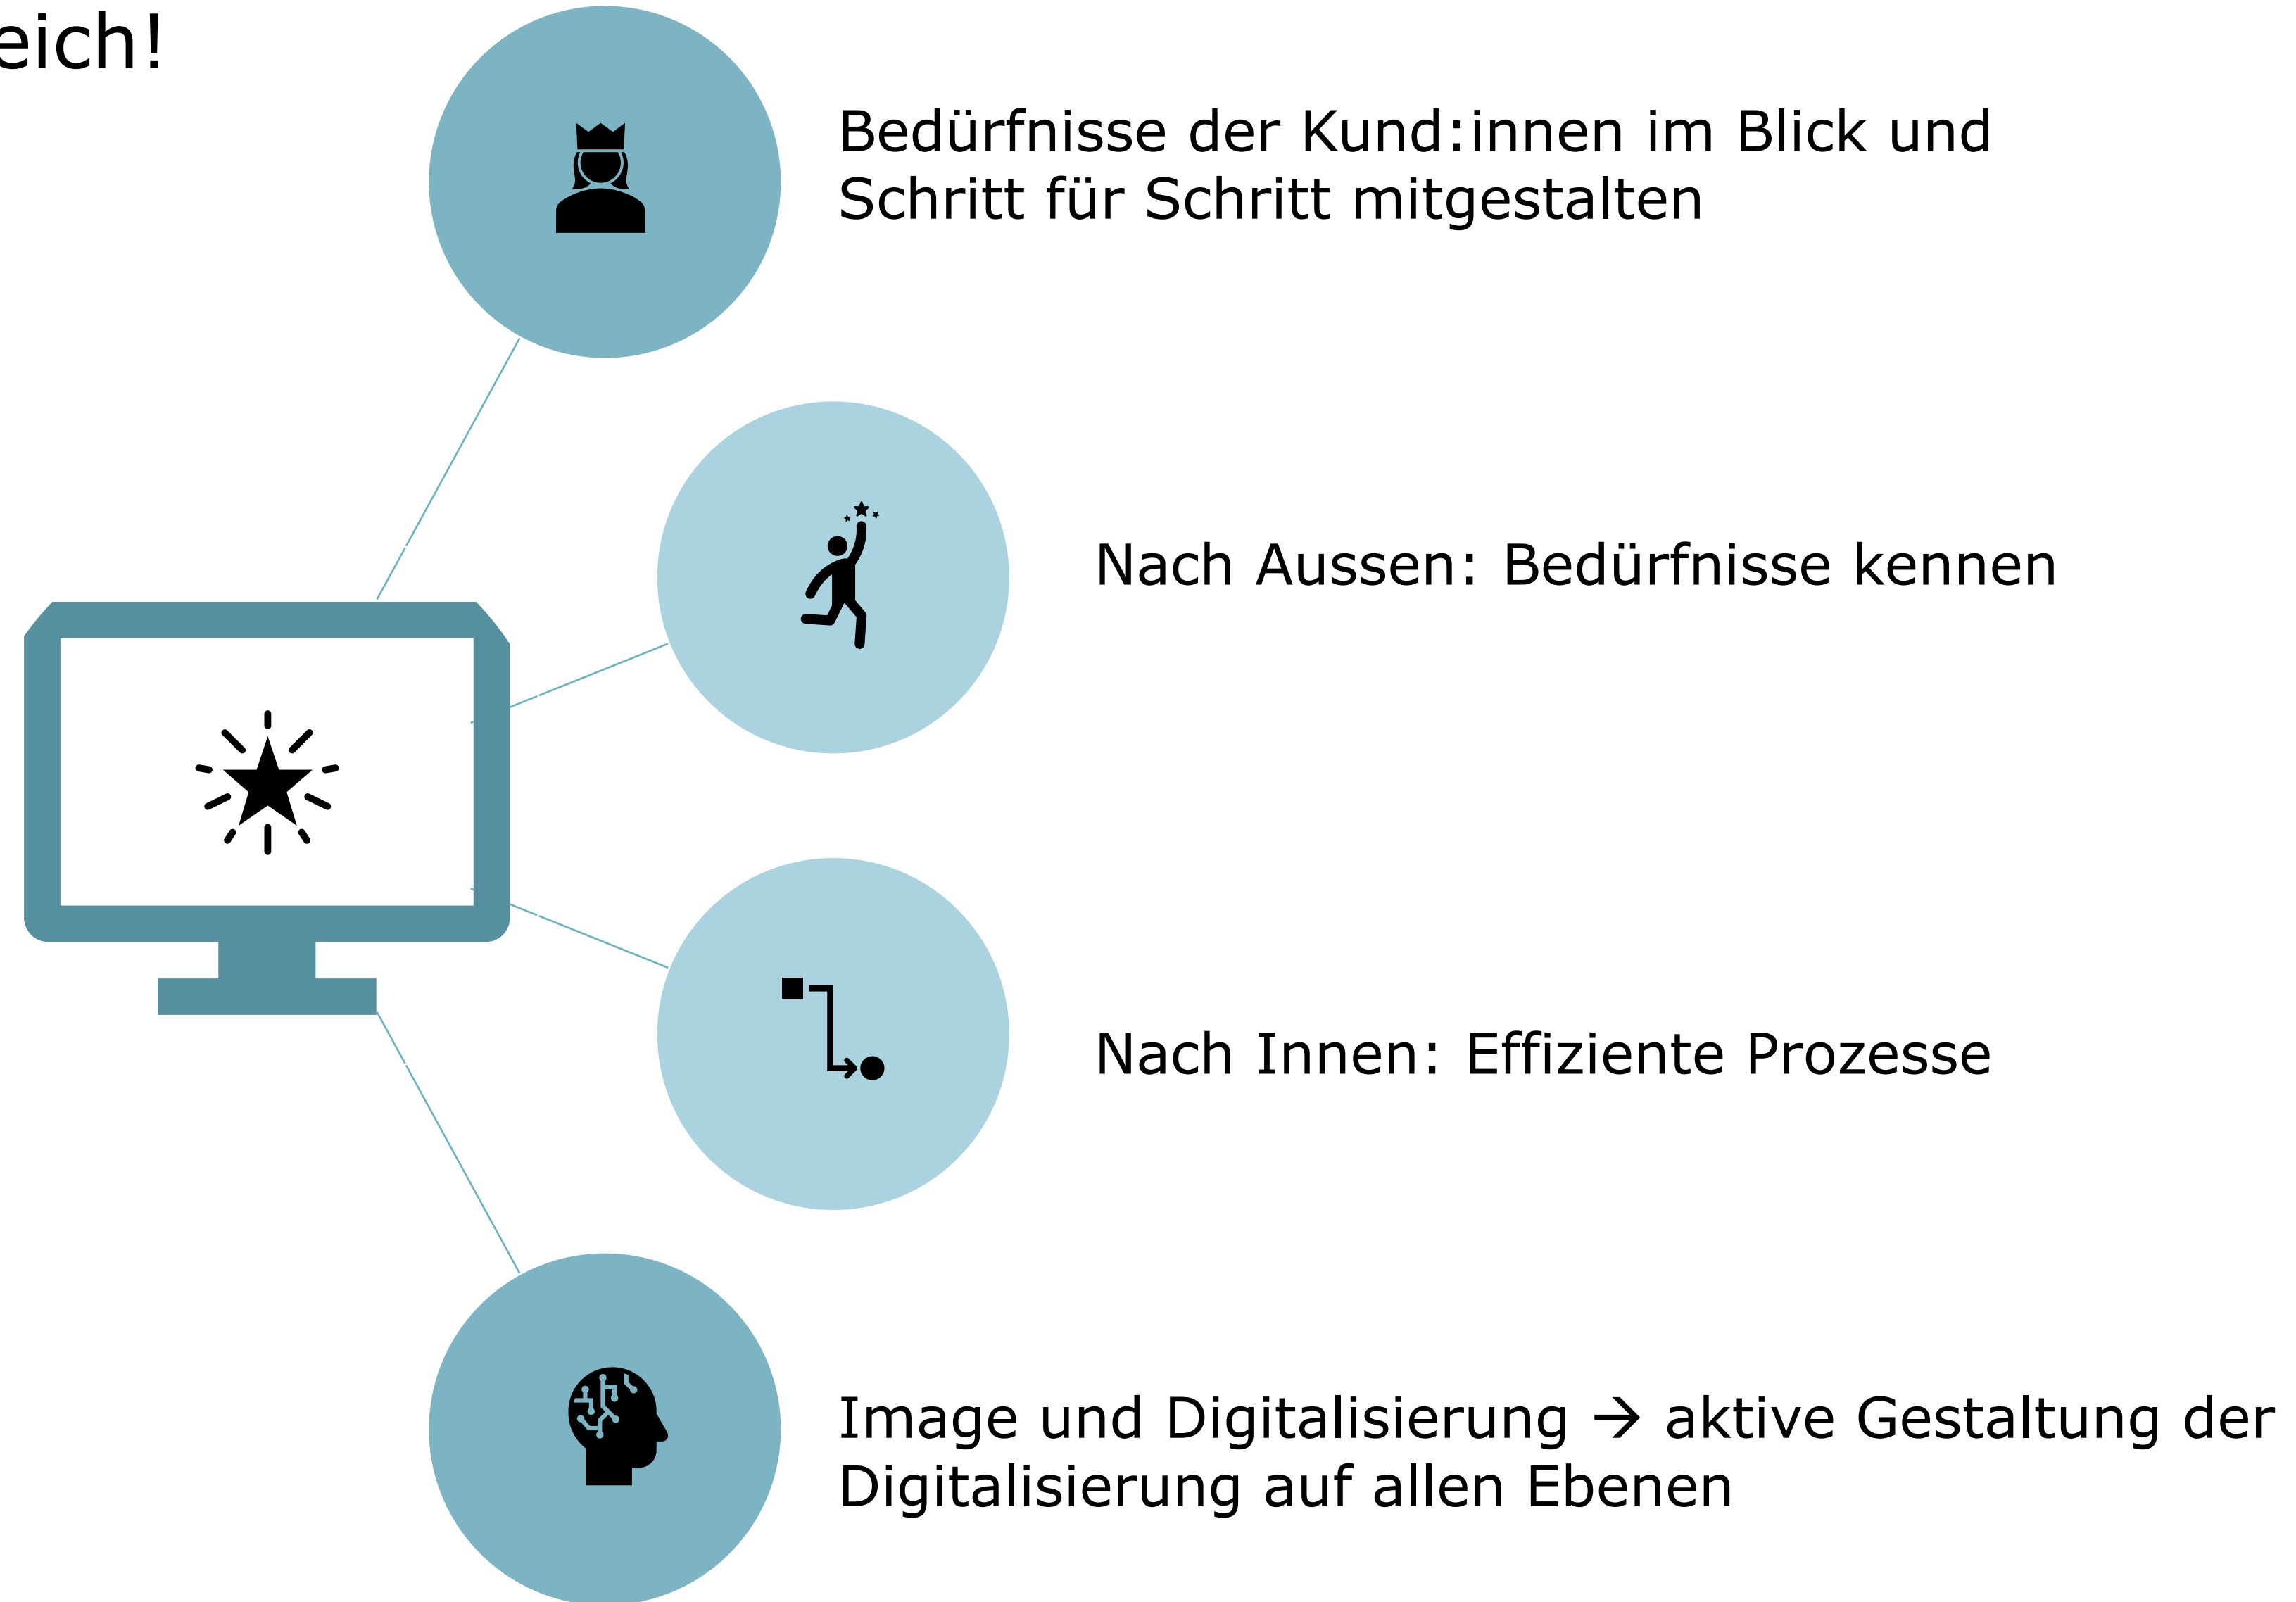 eich!
Bedürfnisse der Kund:innen im Blick und
Schritt für Schritt mitgestalten
Nach Aussen: Bedürfnisse kennen
Nach Innen: Effiziente Prozesse
Image und Digitalisierung → aktive Gestaltung der
Digitalisierung auf allen Ebenen